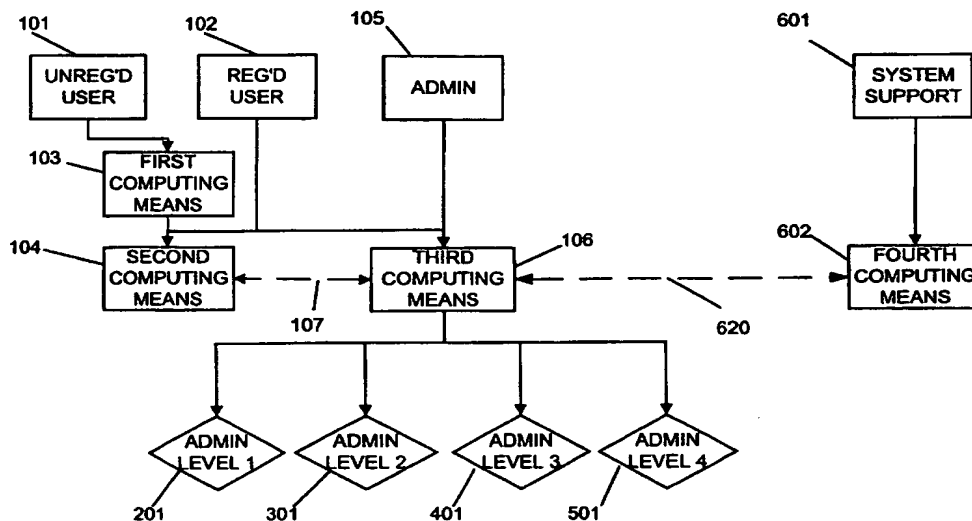 101
102
105
601
UNREG'D
USER
REG'D
USER
ADMIN
SYSTEM
SUPPORT
103
FIRST
COMPUTING
MEANS
104
SECOND
COMPUTING
MEANS
THIRD
COMPUTING
MEANS
106
602
FOURTH
COMPUTING
MEANS
107
620
ADMIN
LEVEL 1
ADMIN
LEVEL 2
ADMIN
LEVEL 3
ADMIN
LEVEL 4
201
301
401
501